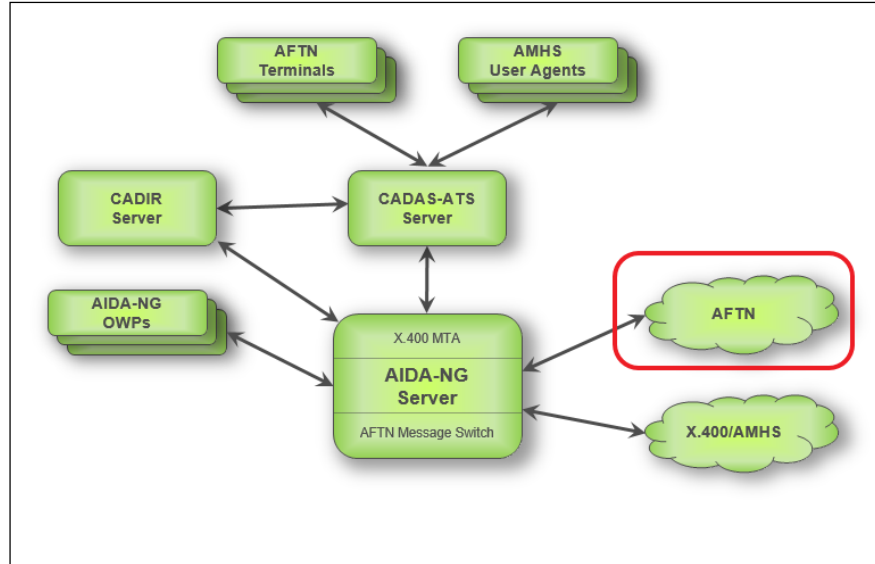 AFTN
Terminals
AMHS
User Agents
CADIR
Server
CADAS-ATS
Server
AIDA-NG
OWPs
X.400 MTA
AIDA-NG
Server
AFTN Message Switch
AFTN
X.400/AMHS